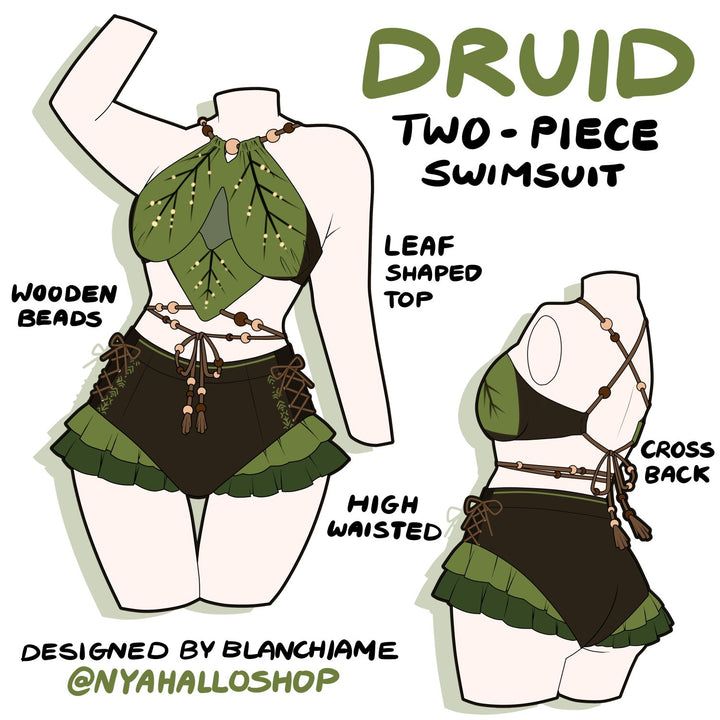 DRUID
TWO-PIECE
SWIMSUIT
LEAF
SHAPED
TOP
WOODEN
BEADS
CROSS
BACK
HIGH
WAISTED
DESIGNED BY BLANCHIAME
@NYAHALLOSHOP